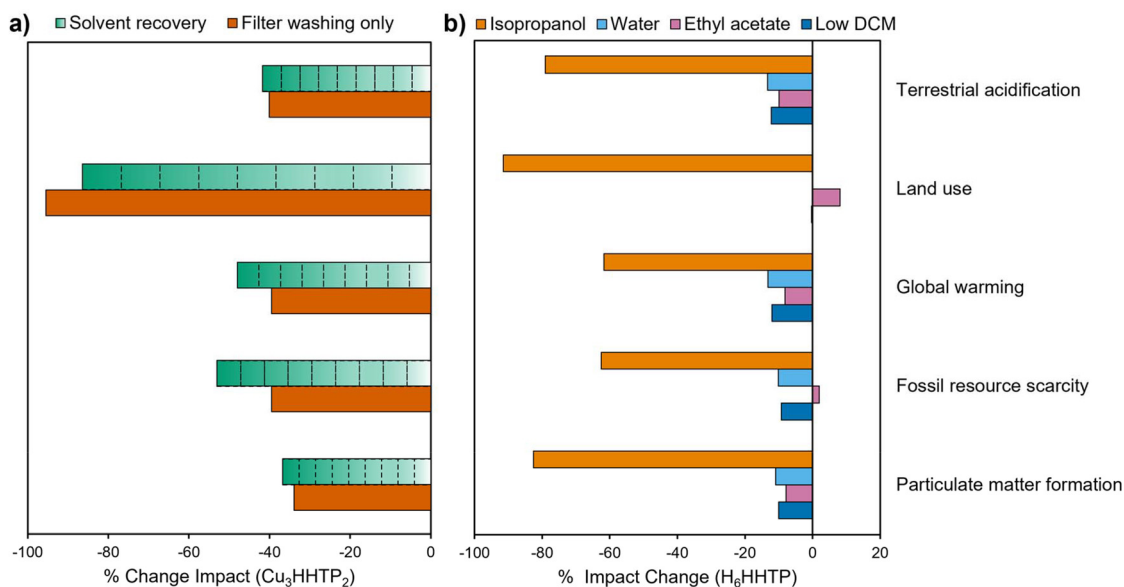 a) Solvent recovery Filter washing only
b) Isopropanol Water Ethyl acetate Low DCM
Terrestrial acidification
Land use
Global warming
Fossil resource scarcity
Particulate matter formation
-100 -80 -60 -40 -20 0
% Change Impact (Cu₃HHTP₂)
-100 -80 -60 -40 -20 0 20
% Impact Change (H₆HHTP)